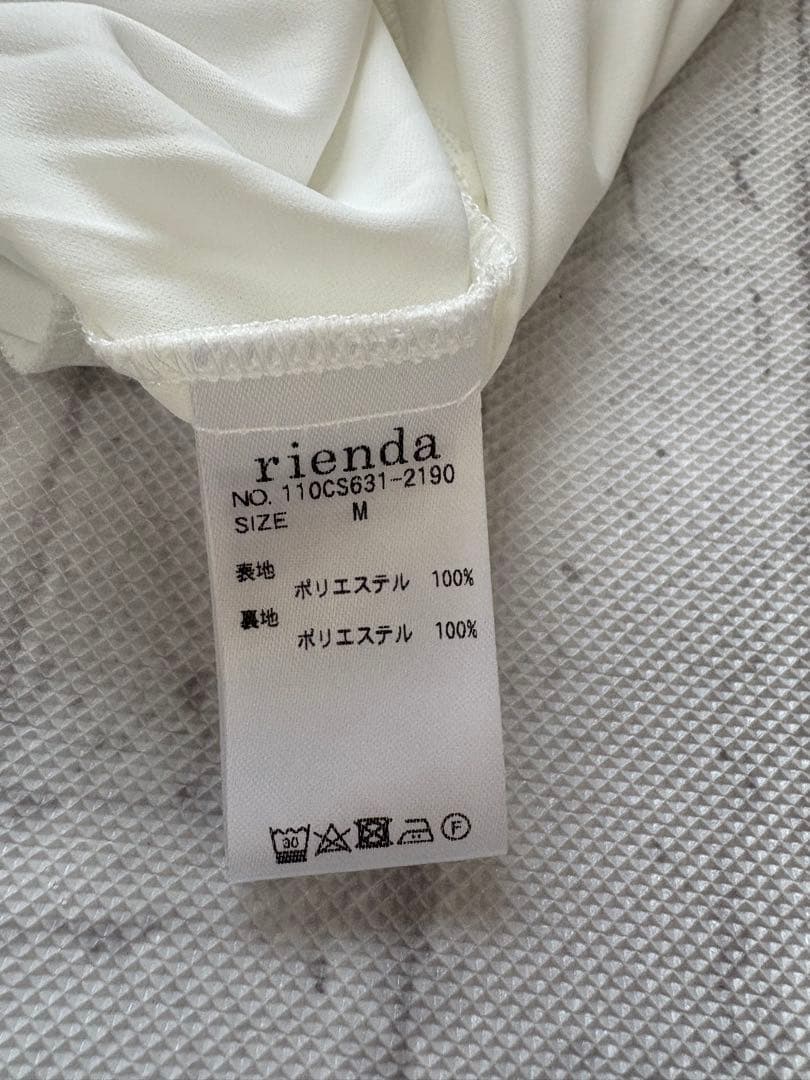 rienda
NO. 110CS631-2190
SIZE M
表地
ポリエステル 100%
裏地
ポリエステル 100%
30
F